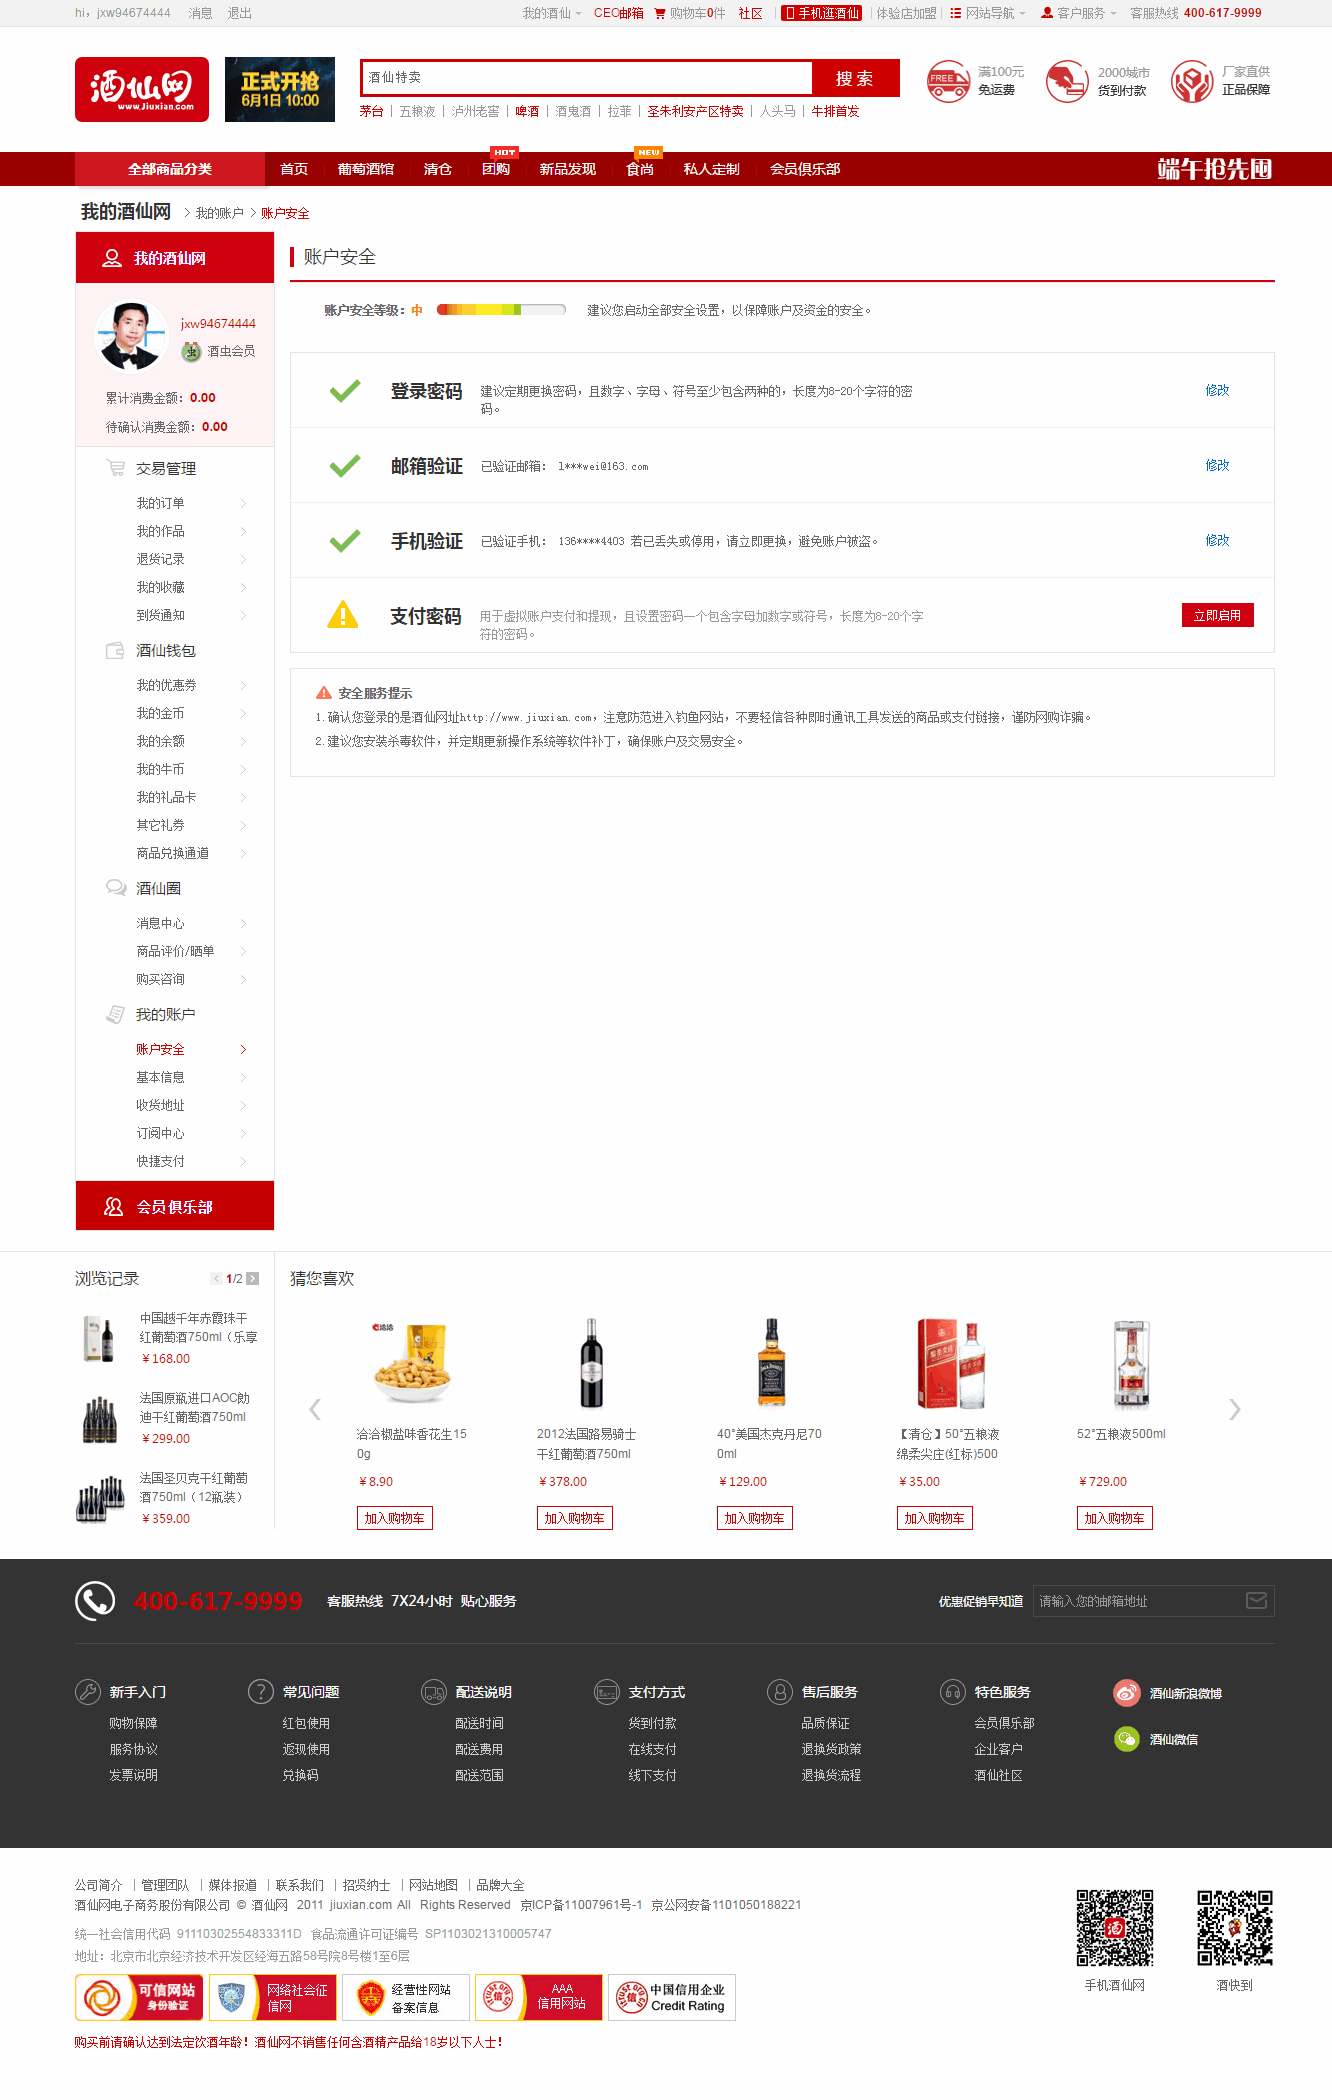 hi，jxw94674444 消息 退出 我的酒仙 CEO邮箱 购物车0件 社区 手机逛酒仙 体验店加盟 网站导航 客户服务 客服热线 400-617-9999
酒仙网
www.jiuxian.com
正式开抢
6月1日 10:00
酒仙特卖
搜 索
茅台 | 五粮液 | 泸州老窖 | 啤酒 | 酒鬼酒 | 拉菲 | 圣朱利安产区特卖 | 人头马 | 牛排首发
FREE
满100元
免运费
2000城市
货到付款
厂家直供
正品保障
HOT NEW
全部商品分类 首页 葡萄酒馆 清仓 团购 新品发现 食尚 私人定制 会员俱乐部 端午抢先囤
我的酒仙网 > 我的账户 > 账户安全
我的酒仙网
jxw94674444
虫 酒虫会员
累计消费金额：0.00
待确认消费金额：0.00
交易管理
我的订单
我的作品
退货记录
我的收藏
到货通知
酒仙钱包
我的优惠券
我的金币
我的余额
我的牛币
我的礼品卡
其它礼券
商品兑换通道
酒仙圈
消息中心
商品评价/晒单
购买咨询
我的账户
账户安全
基本信息
收货地址
订阅中心
快捷支付
会员俱乐部
账户安全
账户安全等级：中 建议您启动全部安全设置，以保障账户及资金的安全。
登录密码 建议定期更换密码，且数字、字母、符号至少包含两种的，长度为8-20个字符的密
码。
修改
邮箱验证 已验证邮箱： l***wei@163.com 修改
手机验证 已验证手机： 136****4403 若已丢失或停用，请立即更换，避免账户被盗。 修改
支付密码 用于虚拟账户支付和提现，且设置密码一个包含字母加数字或符号，长度为8-20个字
符的密码。
立即启用
安全服务提示
1.确认您登录的是酒仙网址http://www.jiuxian.com，注意防范进入钓鱼网站，不要轻信各种即时通讯工具发送的商品或支付链接，谨防网购诈骗。
2.建议您安装杀毒软件，并定期更新操作系统等软件补丁，确保账户及交易安全。
浏览记录 < 1/2 >
中国越千年赤霞珠干
红葡萄酒750ml（乐享
￥168.00
法国原瓶进口AOC勋
迪干红葡萄酒750ml
￥299.00
法国圣贝克干红葡萄
酒750ml（12瓶装）
￥359.00
猜您喜欢
洽洽椒盐味香花生15
0g
￥8.90
加入购物车
2012法国路易骑士
干红葡萄酒750ml
￥378.00
加入购物车
40°美国杰克丹尼70
0ml
￥129.00
加入购物车
【清仓】50°五粮液
绵柔尖庄(红标)500
￥35.00
加入购物车
52°五粮液500ml
￥729.00
加入购物车
400-617-9999 客服热线 7X24小时 贴心服务 优惠促销早知道 请输入您的邮箱地址
新手入门
购物保障
服务协议
发票说明
常见问题
红包使用
返现使用
兑换码
配送说明
配送时间
配送费用
配送范围
支付方式
货到付款
在线支付
线下支付
售后服务
品质保证
退换货政策
退换货流程
特色服务
会员俱乐部
企业客户
酒仙社区
酒仙新浪微博
酒仙微信
公司简介 | 管理团队 | 媒体报道 | 联系我们 | 招贤纳士 | 网站地图 | 品牌大全
酒仙网电子商务股份有限公司 © 酒仙网 2011 jiuxian.com All Rights Reserved 京ICP备11007961号-1 京公网安备1101050188221
统一社会信用代码 91110302554833311D 食品流通许可证编号 SP1103021310005747
地址：北京市北京经济技术开发区经海五路58号院8号楼1至6层
可信网站
身份验证
网络社会征
信网
经营性网站
备案信息
AAA
信用网站
中国信用企业
Credit Rating
购买前请确认达到法定饮酒年龄！酒仙网不销售任何含酒精产品给18岁以下人士！
手机酒仙网
酒快到